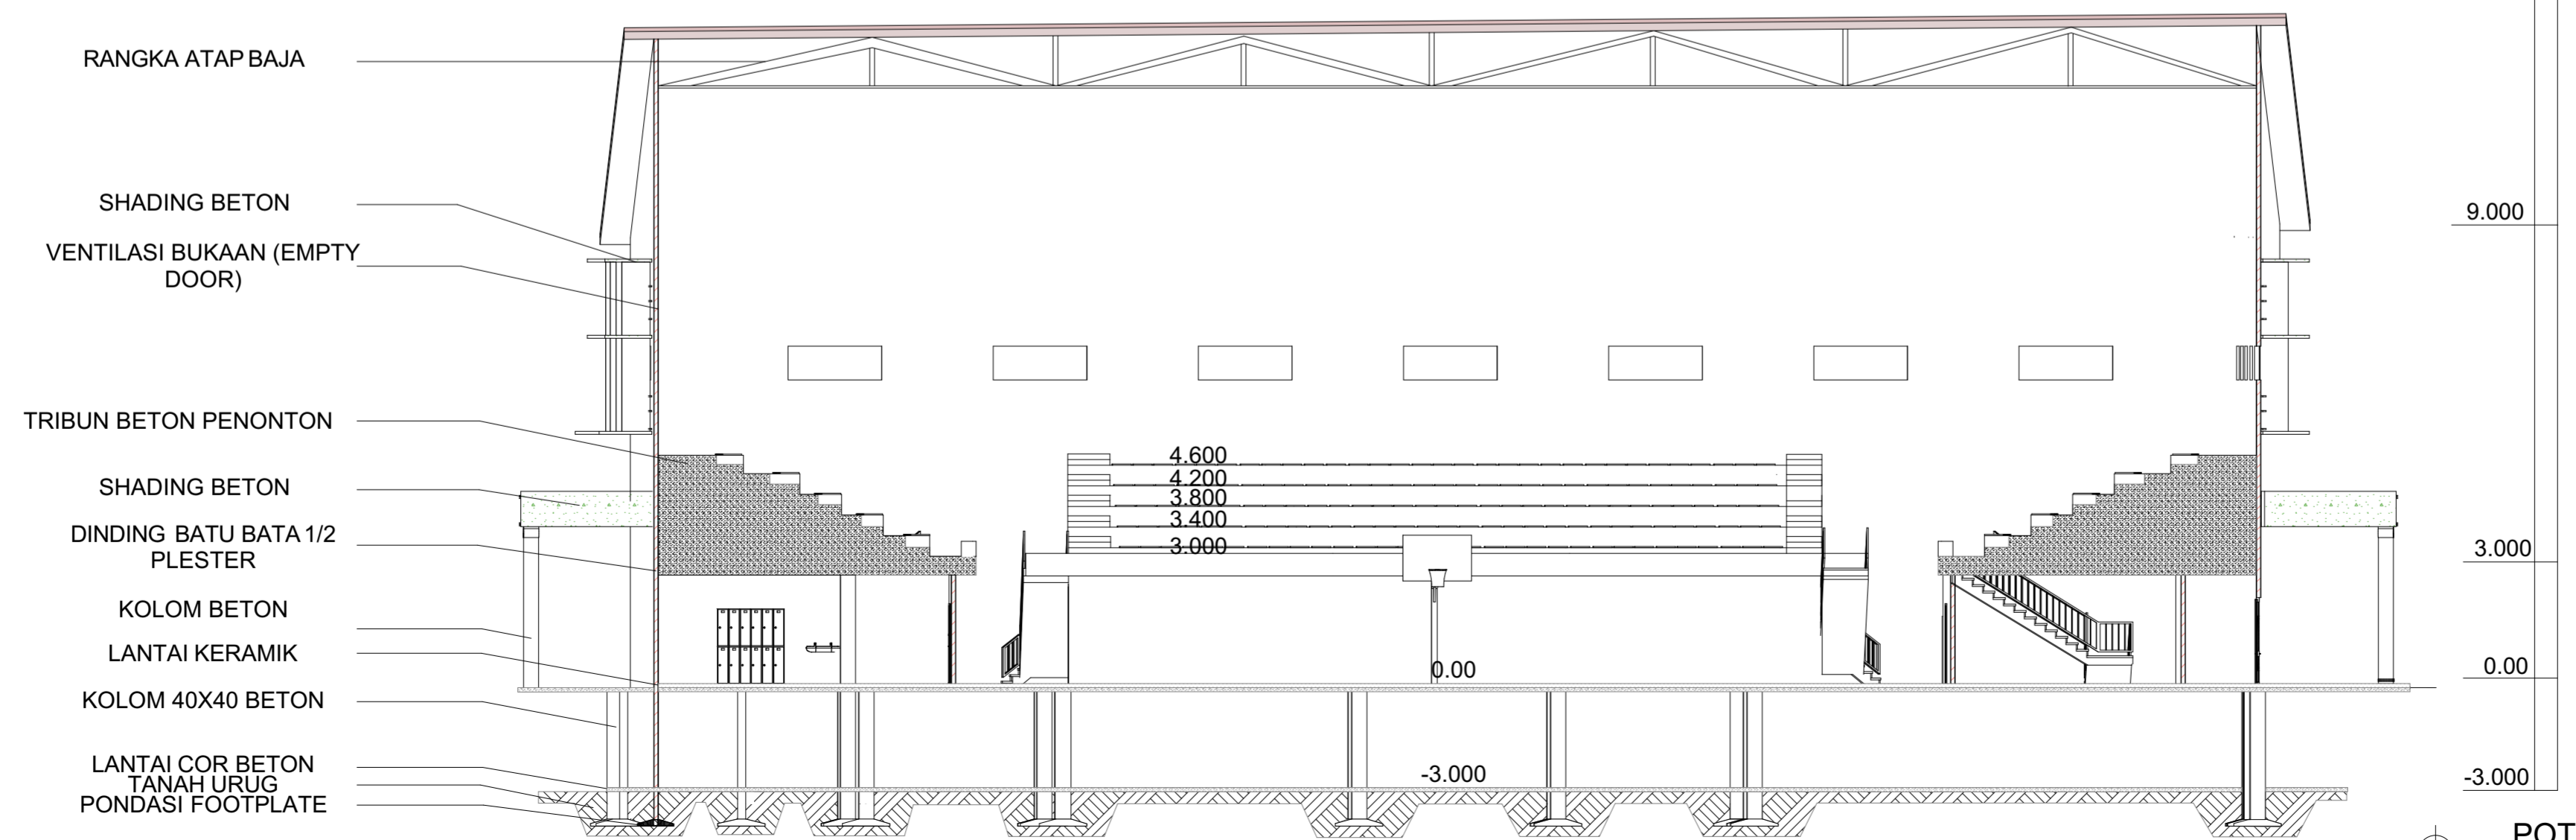 RANGKA ATAP BAJA
SHADING BETON
VENTILASI BUKAAN (EMPTY
DOOR)
TRIBUN BETON PENONTON
SHADING BETON
DINDING BATU BATA 1/2
PLESTER
KOLOM BETON
LANTAI KERAMIK
KOLOM 40X40 BETON
LANTAI COR BETON
TANAH URUG
PONDASI FOOTPLATE
4.600
4.200
3.800
3.400
3.000
0.00
-3.000
9.000
3.000
0.00
-3.000
POT